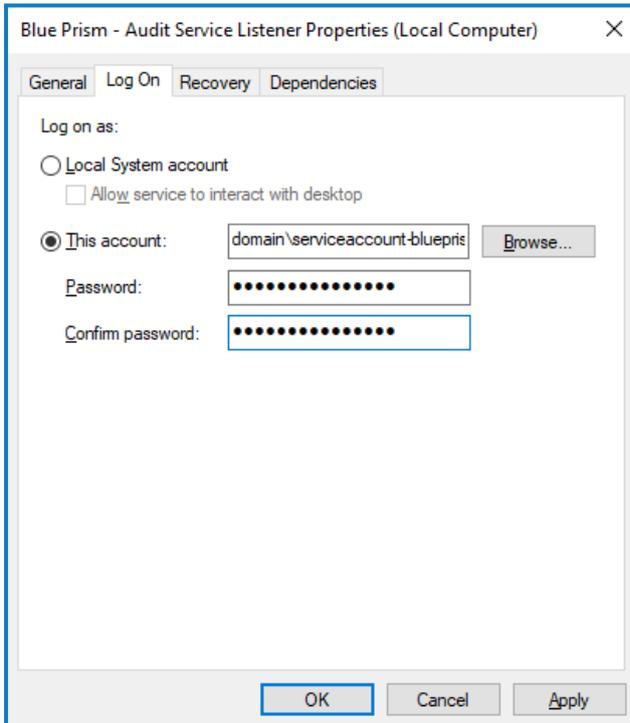 Blue Prism - Audit Service Listener Properties (Local Computer)
General Log On Recovery Dependencies
Log on as:
Local System account
Allow service to interact with desktop
This account: domain\serviceaccount-bluepris Browse...
Password: •••••••••••••••
Confirm password: •••••••••••••••
OK Cancel Apply